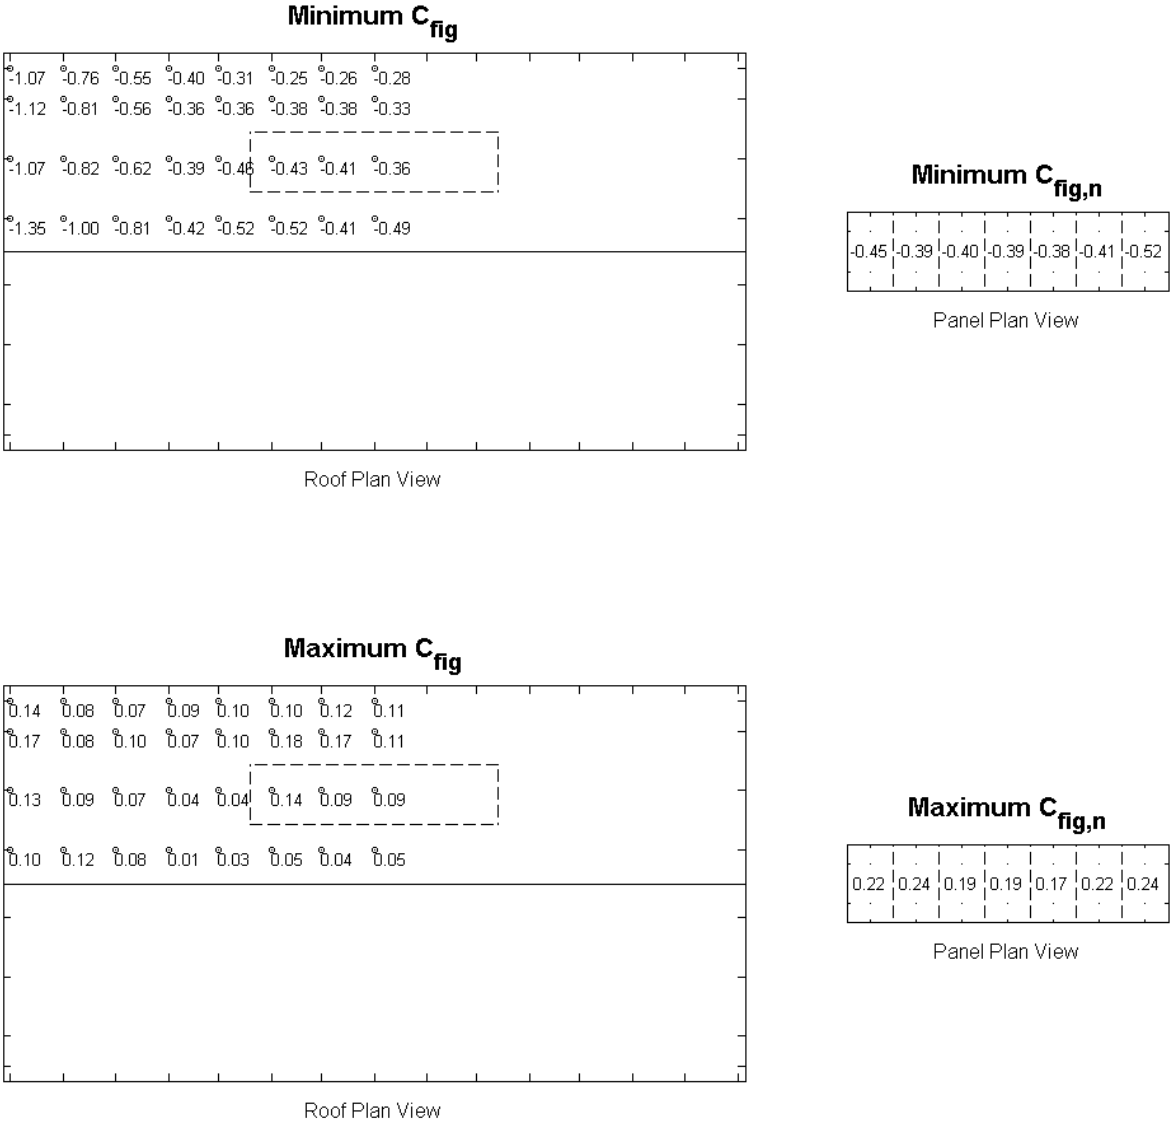 Minimum C_fig
-1.07 -0.76 -0.55 -0.40 -0.31 -0.25 -0.26 -0.28
-1.12 -0.81 -0.56 -0.36 -0.36 -0.38 -0.38 -0.33
-1.07 -0.82 -0.62 -0.39 -0.46 -0.43 -0.41 -0.36
-1.35 -1.00 -0.81 -0.42 -0.52 -0.52 -0.41 -0.49
Roof Plan View
Minimum C_fig,n
-0.45 -0.39 -0.40 -0.39 -0.38 -0.41 -0.52
Panel Plan View
Maximum C_fig
0.14 0.08 0.07 0.09 0.10 0.10 0.12 0.11
0.17 0.08 0.10 0.07 0.10 0.18 0.17 0.11
0.13 0.09 0.07 0.04 0.04 0.14 0.09 0.09
0.10 0.12 0.08 0.01 0.03 0.05 0.04 0.05
Roof Plan View
Maximum C_fig,n
0.22 0.24 0.19 0.19 0.17 0.22 0.24
Panel Plan View